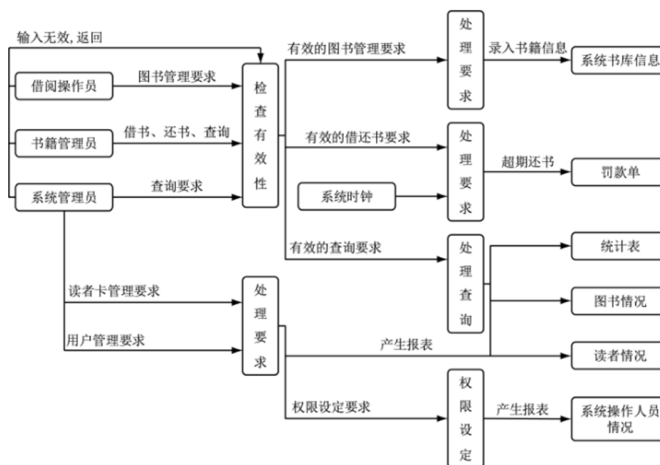 输入无效,返回
借阅操作员
图书管理要求
书籍管理员
借书、还书、查询
系统管理员
查询要求
检查有效性
有效的图书管理要求
处理要求
录入书籍信息
系统书库信息
有效的借还书要求
系统时钟
处理要求
超期还书
罚款单
有效的查询要求
处理查询
统计表
图书情况
读者情况
读者卡管理要求
用户管理要求
处理要求
产生报表
权限设定要求
权限设定
产生报表
系统操作人员
情况